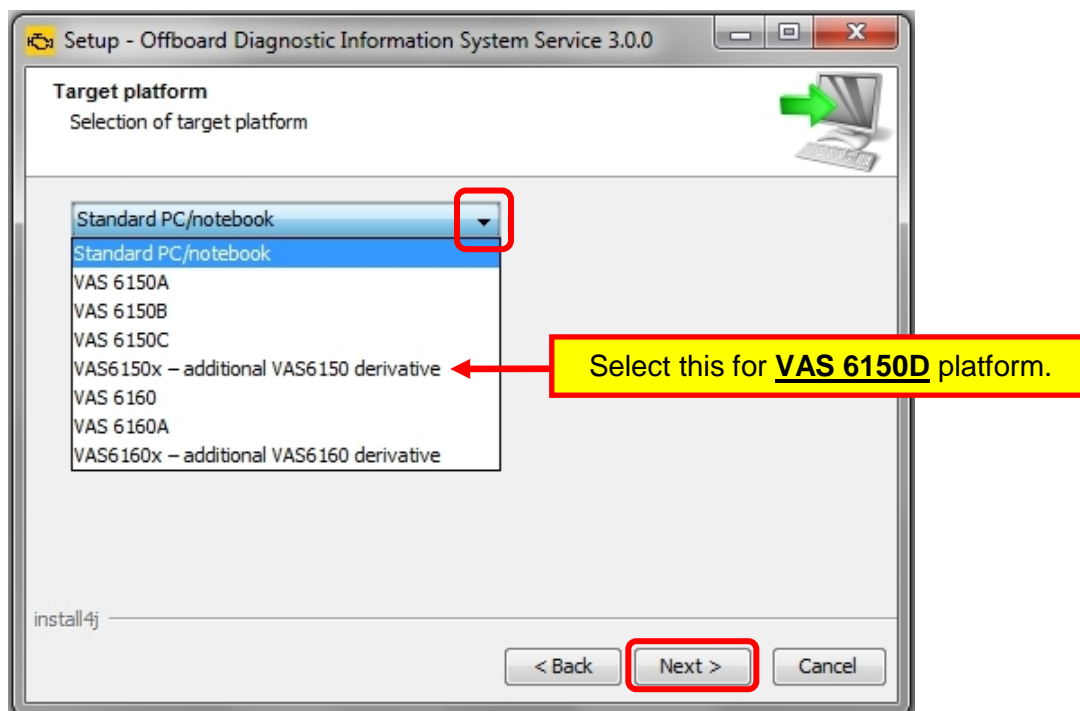 Setup - Offboard Diagnostic Information System Service 3.0.0
Target platform
Selection of target platform
Standard PC/notebook
Standard PC/notebook
VAS 6150A
VAS 6150B
VAS 6150C
VAS6150x – additional VAS6150 derivative
Select this for VAS 6150D platform.
VAS 6160
VAS 6160A
VAS6160x – additional VAS6160 derivative
install4j
< Back Next > Cancel